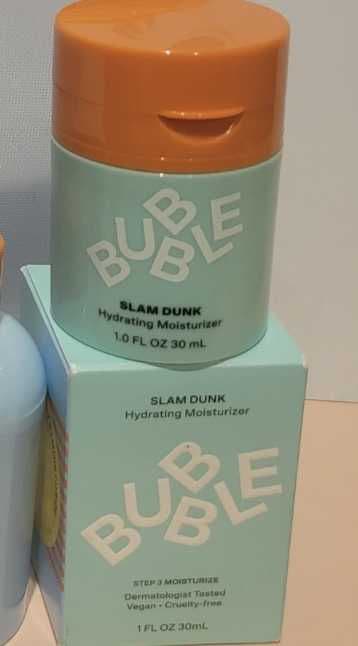 BUBBLE
SLAM DUNK
Hydrating Moisturizer
1.0 FL OZ 30 mL
SLAM DUNK
Hydrating Moisturizer
BUBBLE
STEP 3 MOISTURIZE
Dermatologist Tested
Vegan • Cruelty-free
1 FL OZ 30mL